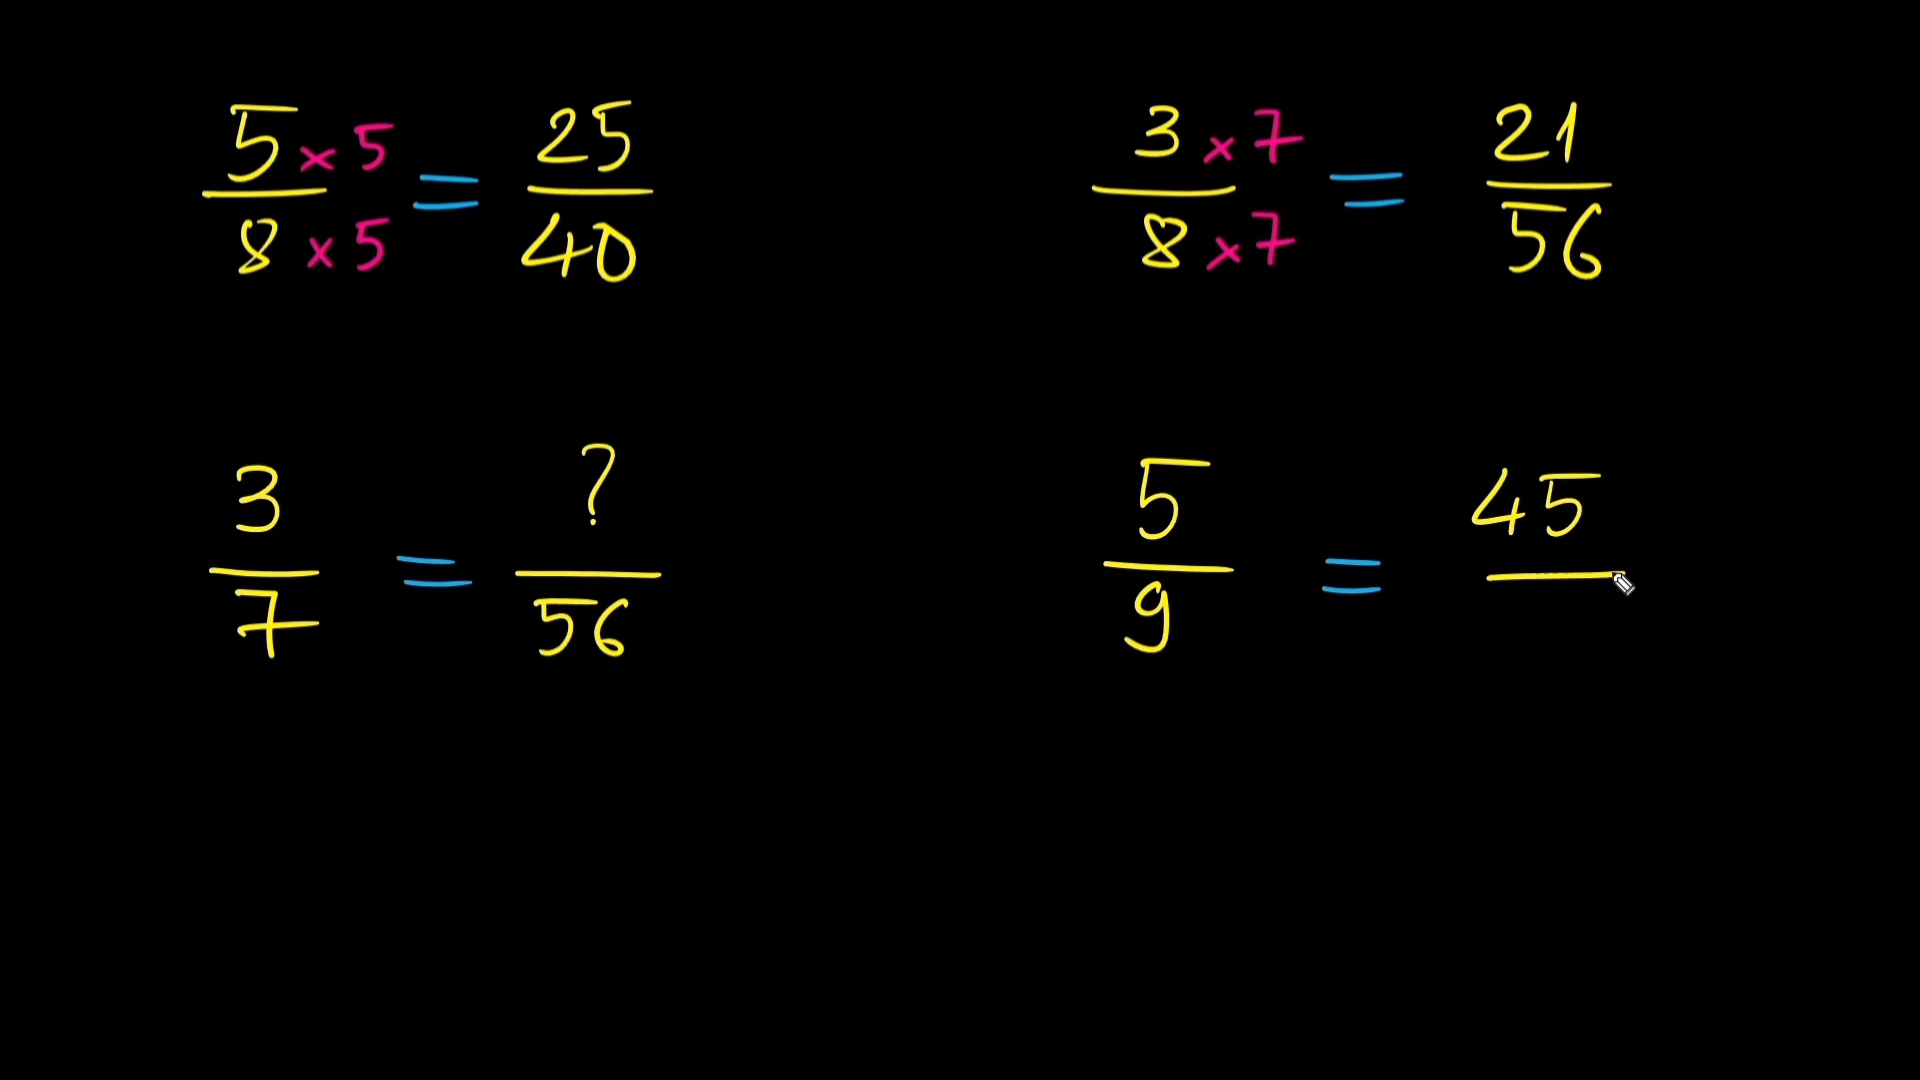 5 × 5 / 8 × 5 = 25 / 40
3 × 7 / 8 × 7 = 21 / 56
3 / 7 = ? / 56
5 / 9 = 45 /